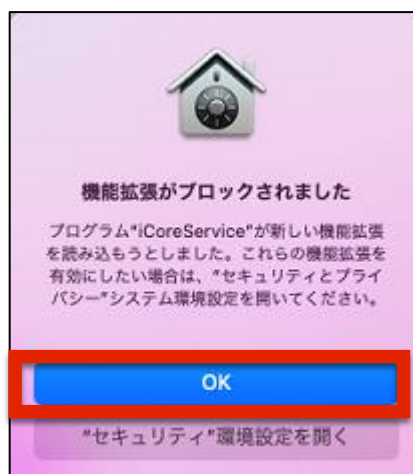 機能拡張がブロックされました
プログラム"iCoreService"が新しい機能拡張
を読み込もうとしました。これらの機能拡張を
有効にしたい場合は、"セキュリティとプライ
バシー"システム環境設定を開いてください。
OK
"セキュリティ"環境設定を開く